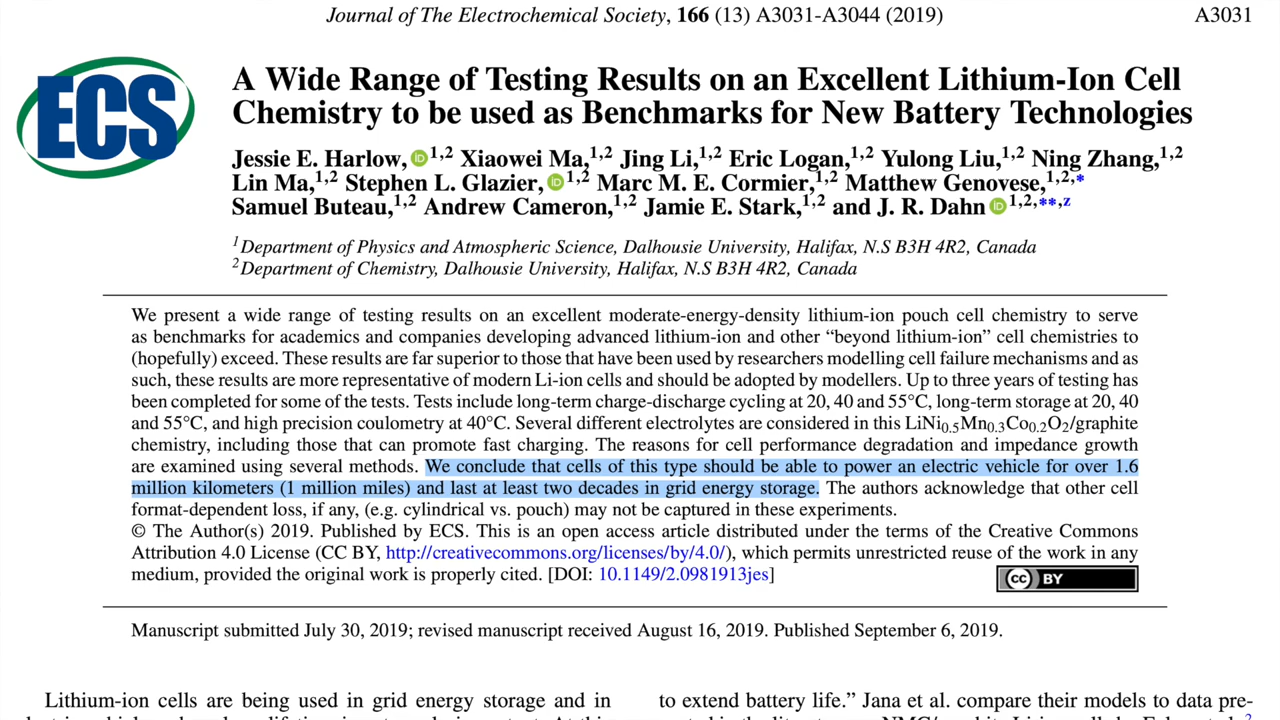 Journal of The Electrochemical Society, 166 (13) A3031-A3044 (2019) A3031
ECS
A Wide Range of Testing Results on an Excellent Lithium-Ion Cell
Chemistry to be used as Benchmarks for New Battery Technologies
Jessie E. Harlow, iD 1,2 Xiaowei Ma,1,2 Jing Li,1,2 Eric Logan,1,2 Yulong Liu,1,2 Ning Zhang,1,2
Lin Ma,1,2 Stephen L. Glazier, iD 1,2 Marc M. E. Cormier,1,2 Matthew Genovese,1,2,*
Samuel Buteau,1,2 Andrew Cameron,1,2 Jamie E. Stark,1,2 and J. R. Dahn iD 1,2,**,z
1Department of Physics and Atmospheric Science, Dalhousie University, Halifax, N.S B3H 4R2, Canada
2Department of Chemistry, Dalhousie University, Halifax, N.S B3H 4R2, Canada
We present a wide range of testing results on an excellent moderate-energy-density lithium-ion pouch cell chemistry to serve
as benchmarks for academics and companies developing advanced lithium-ion and other “beyond lithium-ion” cell chemistries to
(hopefully) exceed. These results are far superior to those that have been used by researchers modelling cell failure mechanisms and as
such, these results are more representative of modern Li-ion cells and should be adopted by modellers. Up to three years of testing has
been completed for some of the tests. Tests include long-term charge-discharge cycling at 20, 40 and 55°C, long-term storage at 20, 40
and 55°C, and high precision coulometry at 40°C. Several different electrolytes are considered in this LiNi0.5Mn0.3Co0.2O2/graphite
chemistry, including those that can promote fast charging. The reasons for cell performance degradation and impedance growth
are examined using several methods. We conclude that cells of this type should be able to power an electric vehicle for over 1.6
million kilometers (1 million miles) and last at least two decades in grid energy storage. The authors acknowledge that other cell
format-dependent loss, if any, (e.g. cylindrical vs. pouch) may not be captured in these experiments.
© The Author(s) 2019. Published by ECS. This is an open access article distributed under the terms of the Creative Commons
Attribution 4.0 License (CC BY, http://creativecommons.org/licenses/by/4.0/), which permits unrestricted reuse of the work in any
medium, provided the original work is properly cited. [DOI: 10.1149/2.0981913jes]
cc BY
Manuscript submitted July 30, 2019; revised manuscript received August 16, 2019. Published September 6, 2019.
Lithium-ion cells are being used in grid energy storage and in
to extend battery life.” Jana et al. compare their models to data pre-